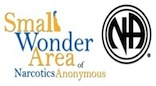 Small
Wonder
Area of
Narcotics Anonymous
NA